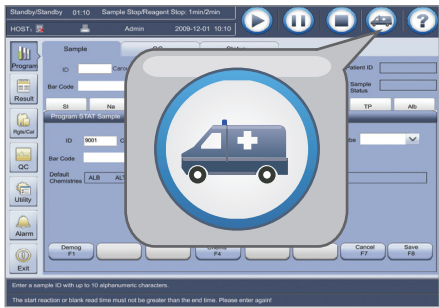 Standby/Standby 01:10 Sample Stop/Reagent Stop: 1min/2min
HOST: Admin 2009-12-01 10:10
?
Program
Result
Rgts/Cal
QC
Utility
Alarm
Exit
Sample
ID
Patient ID
Bar Code
Sample Status
SI Na TP Alb
Program STAT Sample
ID 9001
Bar Code
Default Chemistries ALB
Demog F1
F4
Cancel F7
Save F8
Enter a sample ID with up to 10 alphanumeric characters.
The start reaction or blank read time must not be greater than the end time. Please enter again!